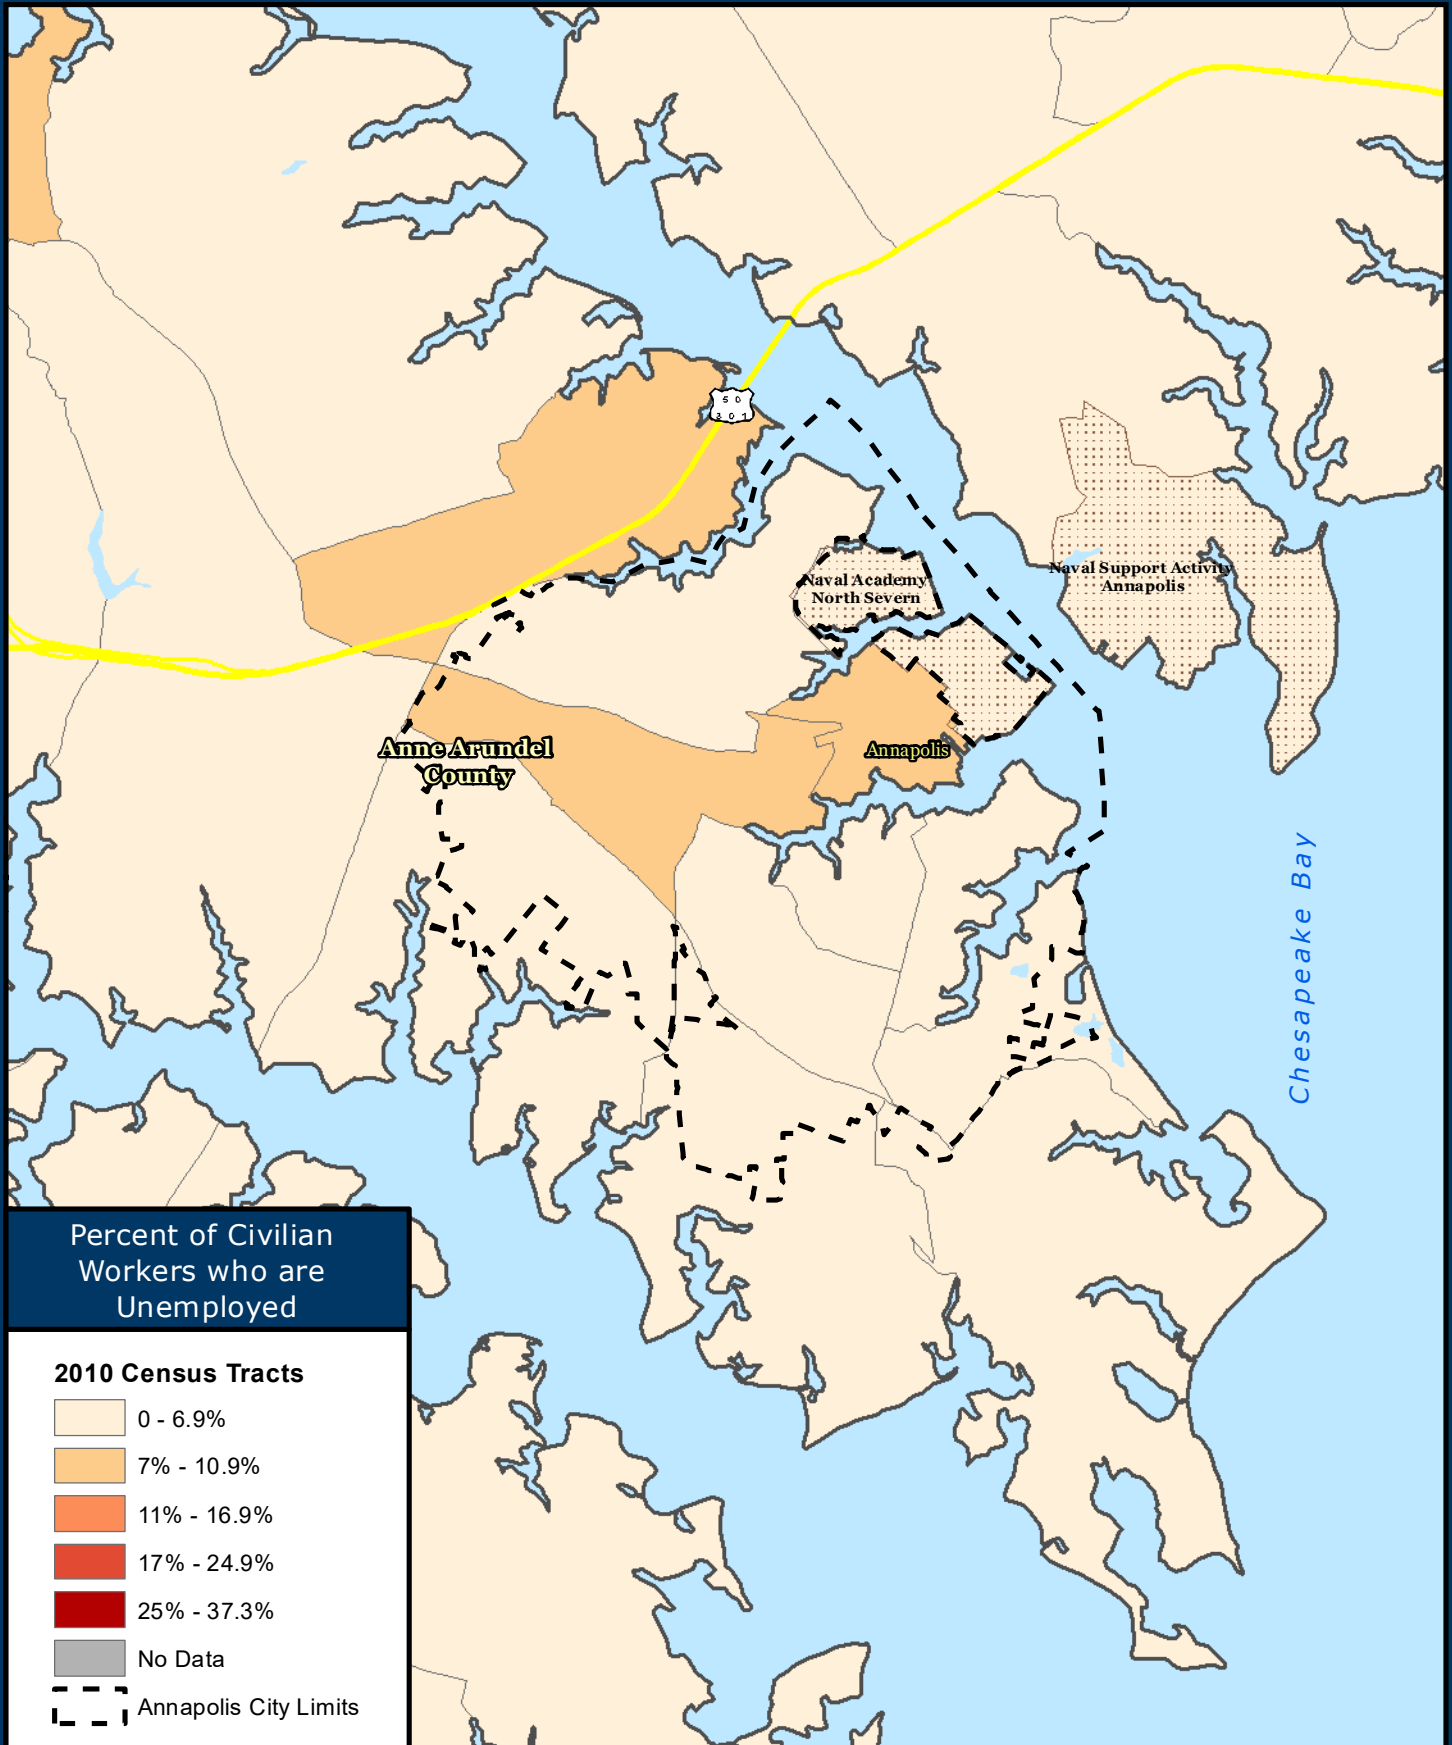 50
301
Naval Academy
North Severn
Naval Support Activity
Annapolis
Annapolis
Anne Arundel
County
Chesapeake Bay
Percent of Civilian
Workers who are
Unemployed
2010 Census Tracts
0 - 6.9%
7% - 10.9%
11% - 16.9%
17% - 24.9%
25% - 37.3%
No Data
Annapolis City Limits